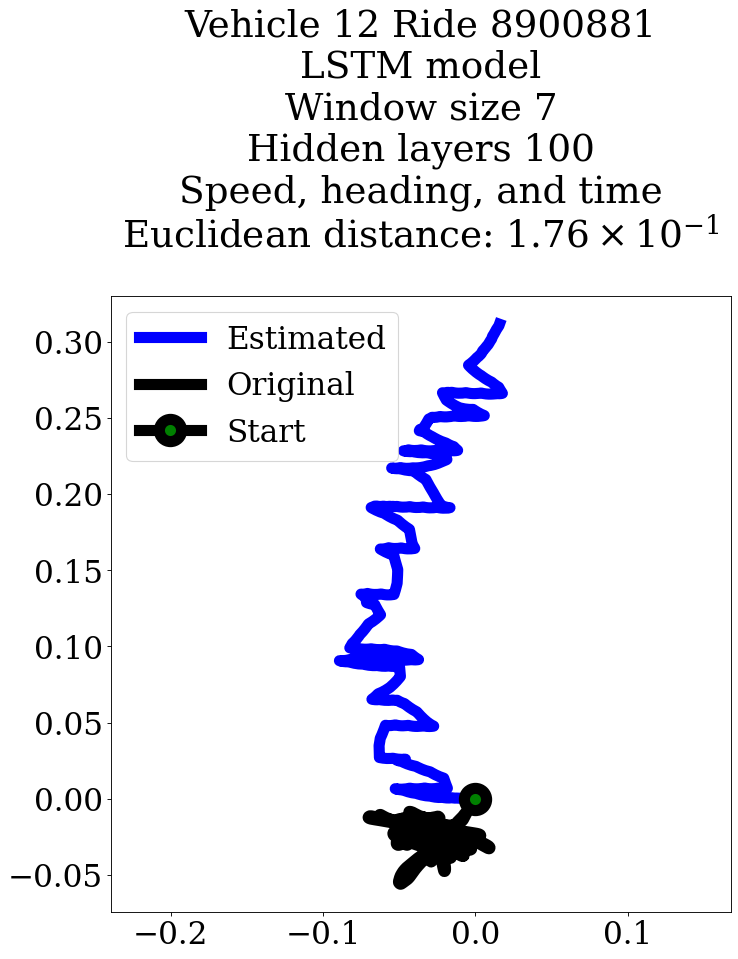 Vehicle 12 Ride 8900881
LSTM model
Window size 7
Hidden layers 100
Speed, heading, and time
Euclidean distance: 1.76 × 10⁻¹
Estimated
Original
Start
0.30
0.25
0.20
0.15
0.10
0.05
0.00
−0.05
−0.2
−0.1
0.0
0.1